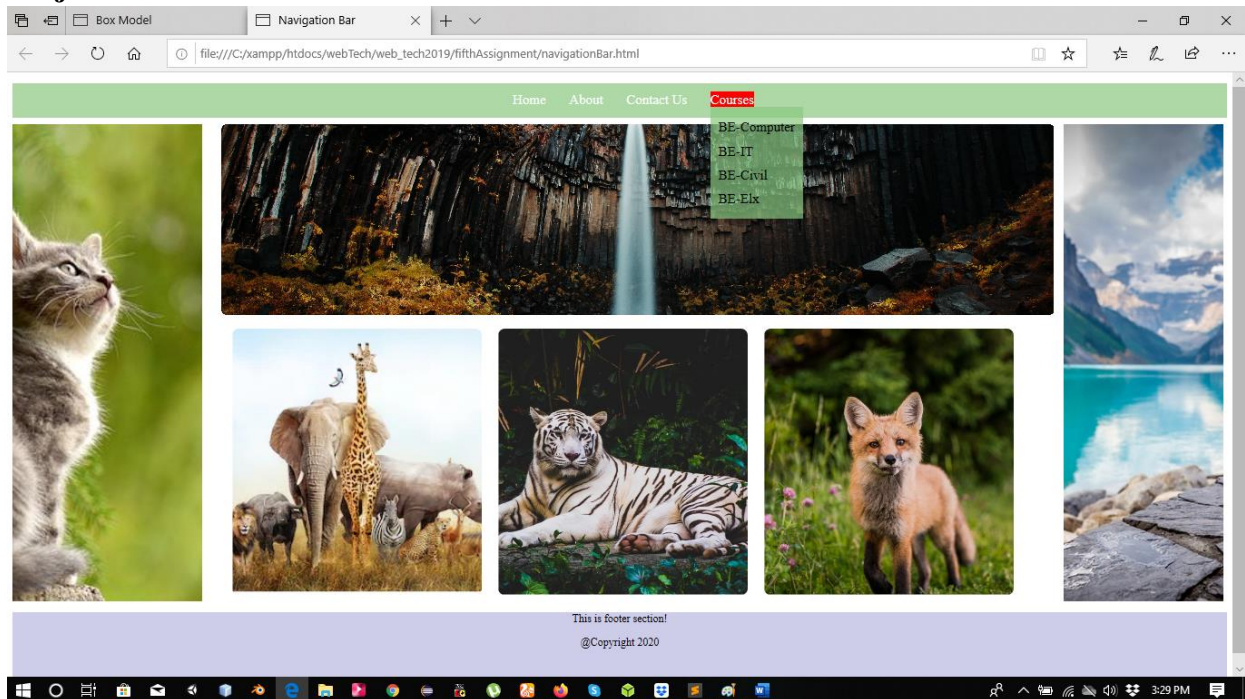 Box Model
Navigation Bar
file:///C:/xampp/htdocs/webTech/web_tech2019/fifthAssignment/navigationBar.html
Home About Contact Us Courses
BE-Computer
BE-IT
BE-Civil
BE-Elx
This is footer section!
@Copyright 2020
3:29 PM